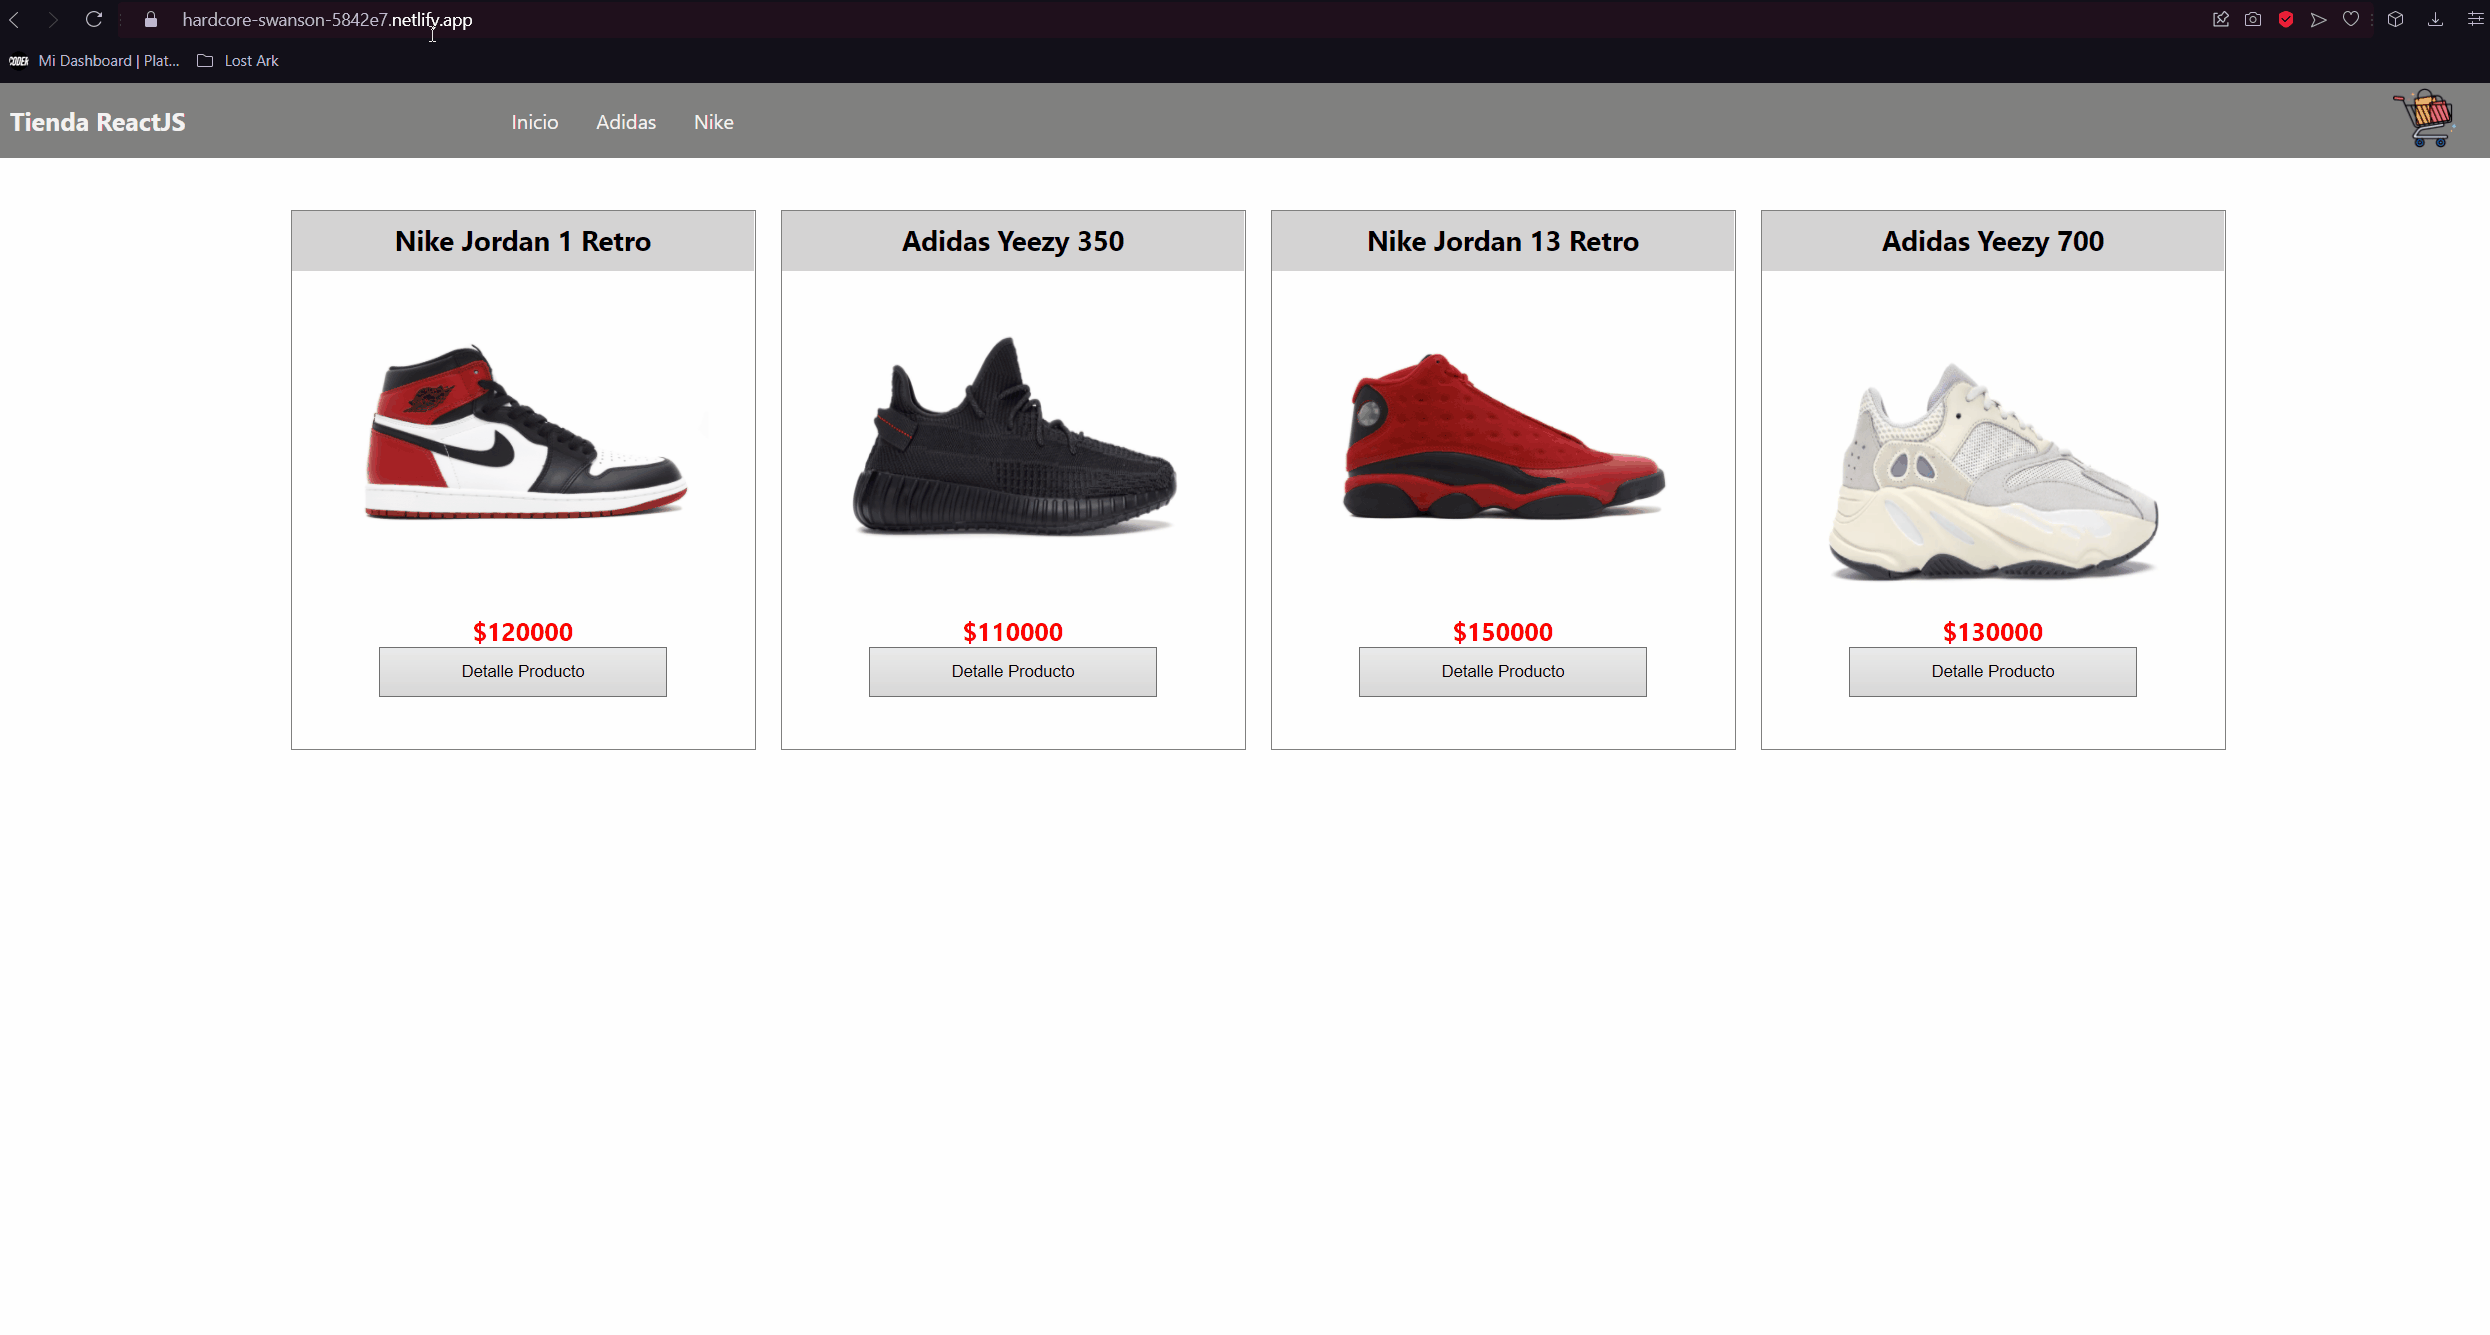 hardcore-swanson-5842e7.netlify.app
CODER Mi Dashboard | Plat... Lost Ark
Tienda ReactJS Inicio Adidas Nike
Nike Jordan 1 Retro
$120000
Detalle Producto
Adidas Yeezy 350
$110000
Detalle Producto
Nike Jordan 13 Retro
$150000
Detalle Producto
Adidas Yeezy 700
$130000
Detalle Producto